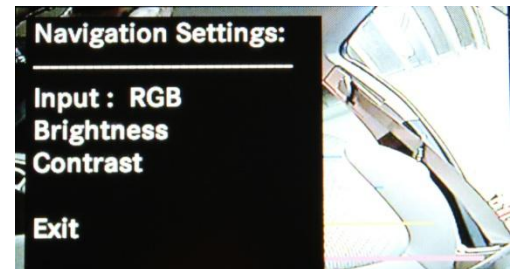 Navigation Settings:
Input : RGB
Brightness
Contrast
Exit